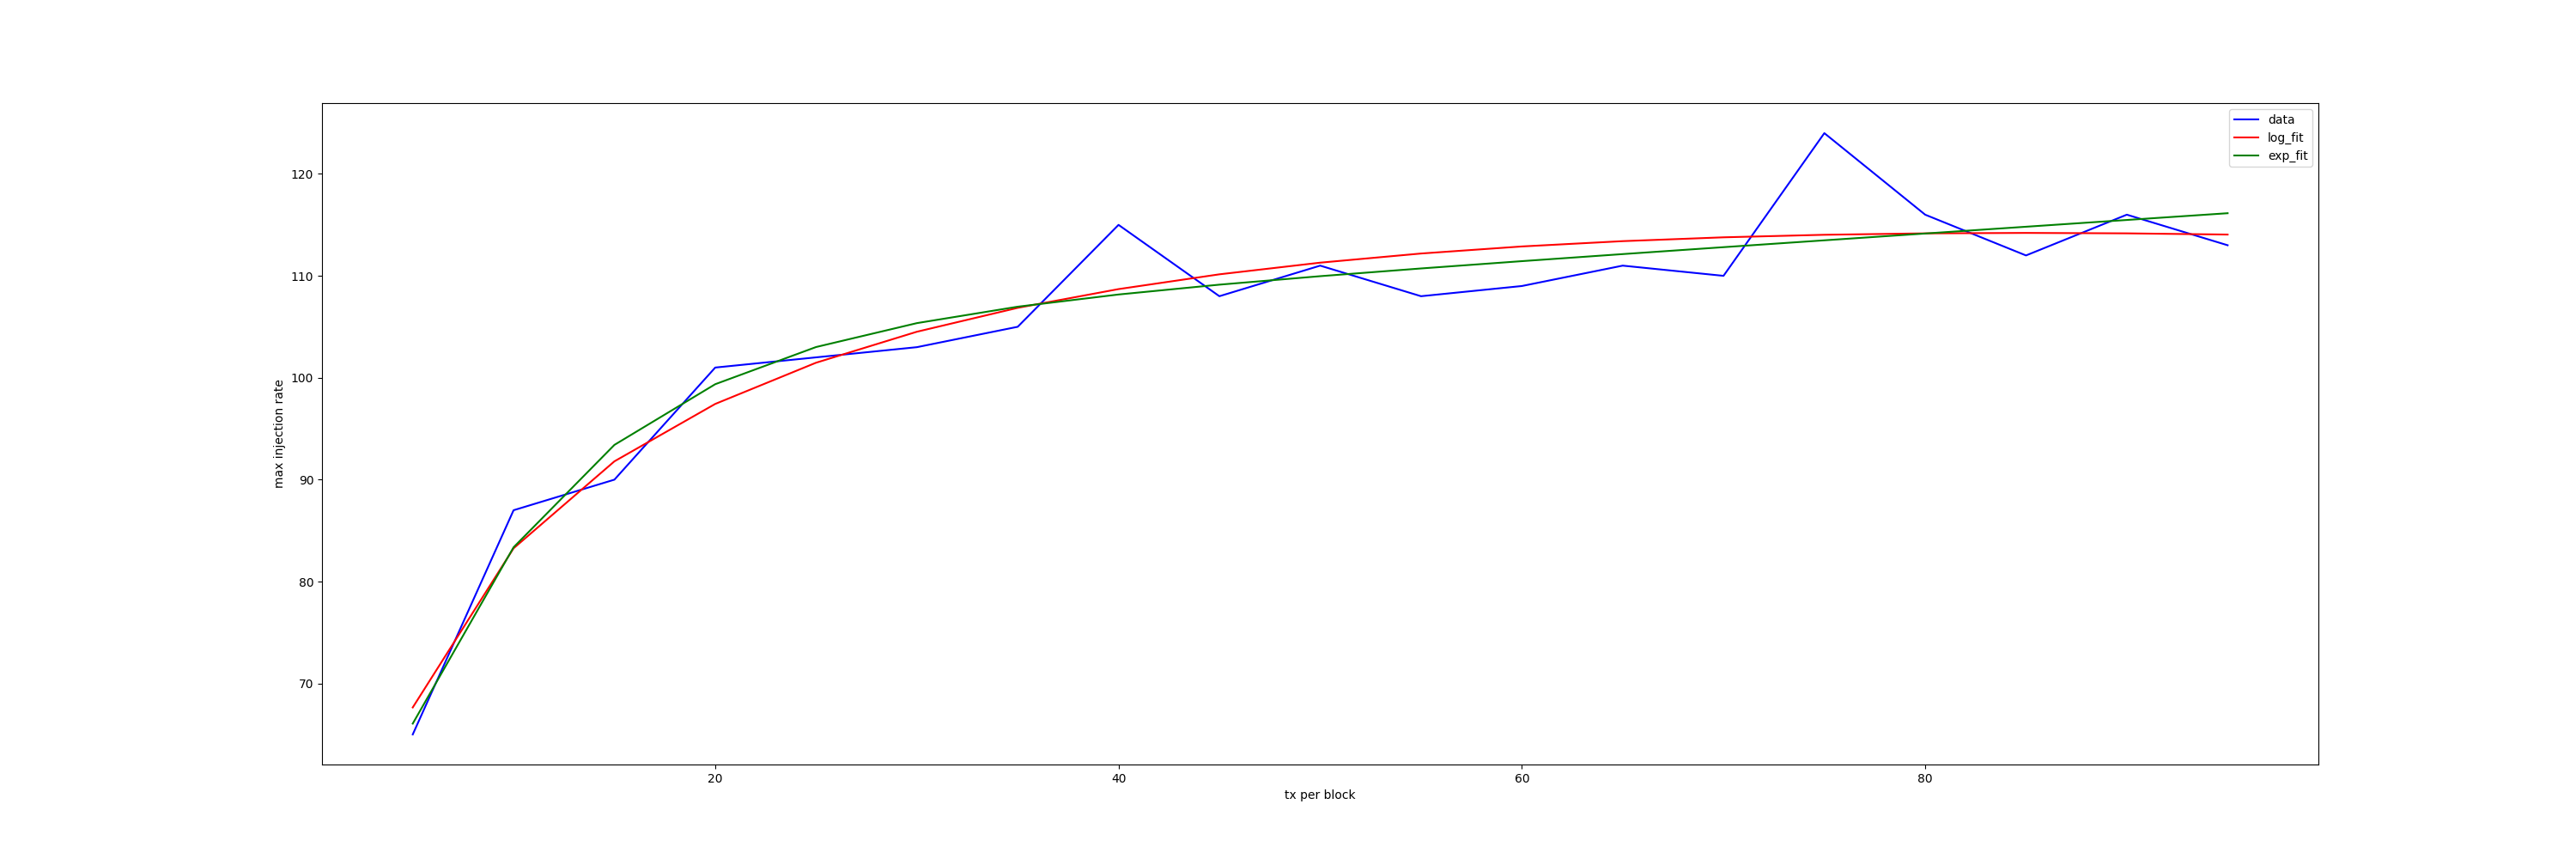 data
log_fit
exp_fit
120
110
100
90
80
70
max injection rate
20 40 60 80
tx per block